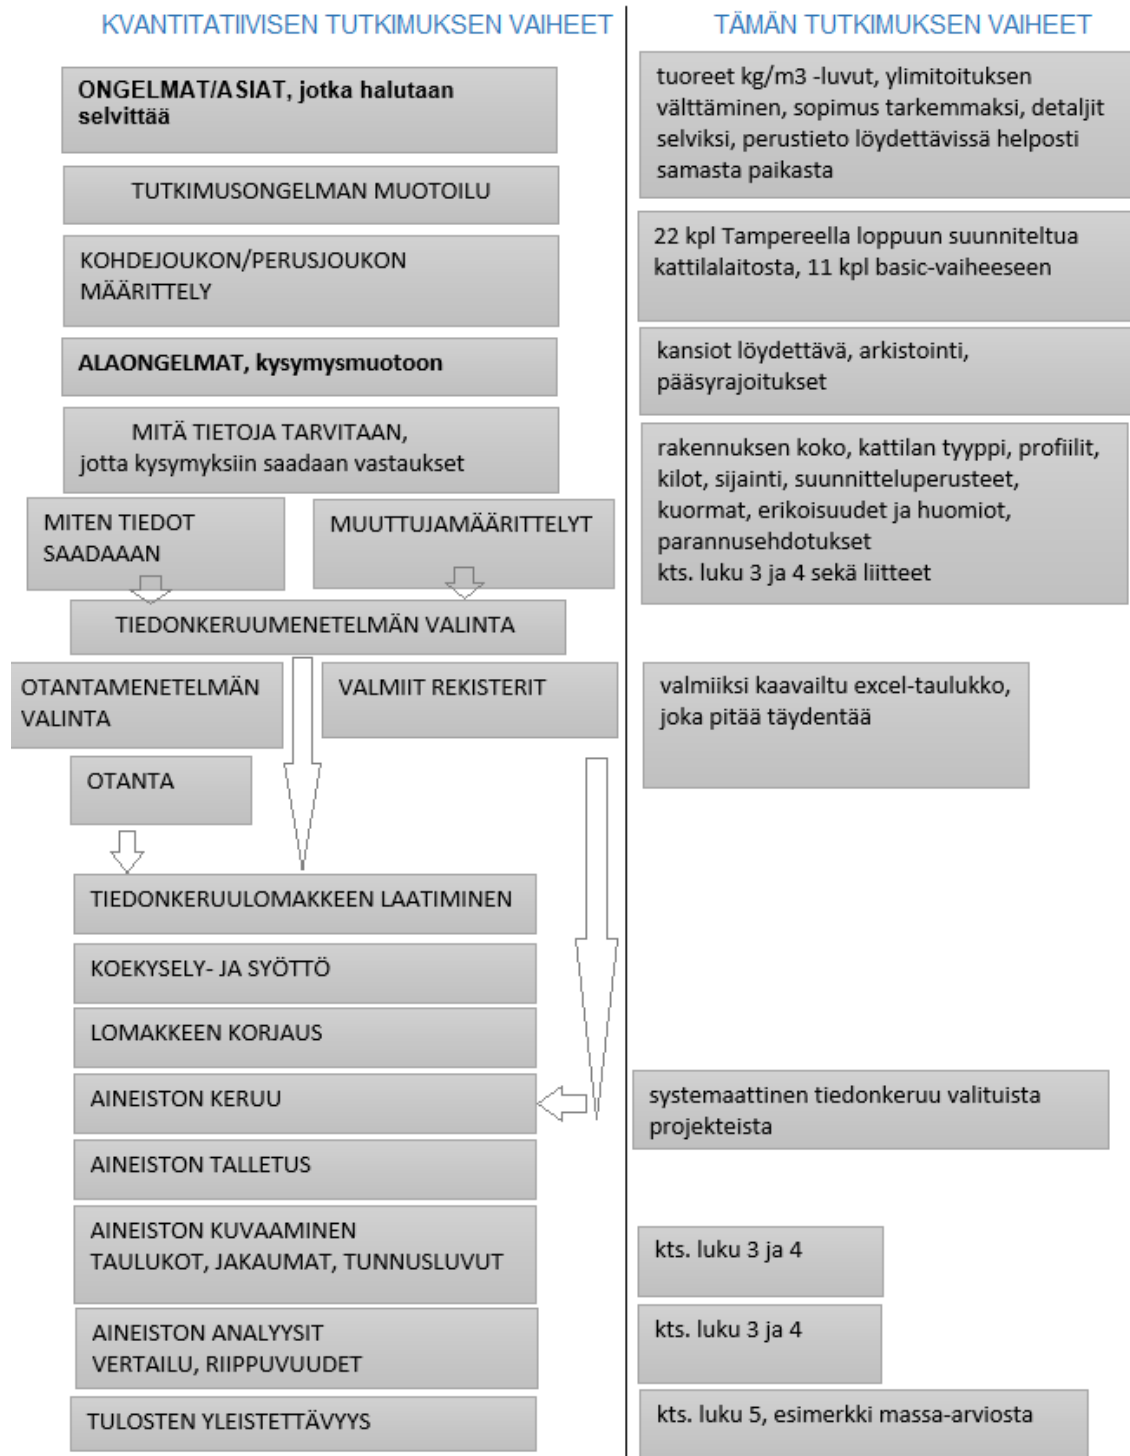 KVANTITATIIVISEN TUTKIMUKSEN VAIHEET
ONGELMAT/ASIAT, jotka halutaan
selvittää
TUTKIMUSONGELMAN MUOTOILU
KOHDEJOUKON/PERUSJOUKON
MÄÄRITTELY
ALAONGELMAT, kysymysmuotoon
MITÄ TIETOJA TARVITAAN,
jotta kysymyksiin saadaan vastaukset
MITEN TIEDOT
SAADAAAN
MUUTTUJAMÄÄRITTELYT
TIEDONKERUUMENETELMÄN VALINTA
OTANTAMENETELMÄN
VALINTA
VALMIIT REKISTERIT
OTANTA
TIEDONKERUULOMAKKEEN LAATIMINEN
KOEKYSELY- JA SYÖTTÖ
LOMAKKEEN KORJAUS
AINEISTON KERUU
AINEISTON TALLETUS
AINEISTON KUVAAMINEN
TAULUKOT, JAKAUMAT, TUNNUSLUVUT
AINEISTON ANALYYSIT
VERTAILU, RIIPPUVUUDET
TULOSTEN YLEISTETTÄVYYS
TÄMÄN TUTKIMUKSEN VAIHEET
tuoreet kg/m3 -luvut, ylimitoituksen
välttäminen, sopimus tarkemmaksi, detaljit
selviksi, perustieto löydettävissä helposti
samasta paikasta
22 kpl Tampereella loppuun suunniteltua
kattilalaitosta, 11 kpl basic-vaiheeseen
kansiot löydettävä, arkistointi,
pääsyrajoitukset
rakennuksen koko, kattilan tyyppi, profiilit,
kilot, sijainti, suunnitteluperusteet,
kuormat, erikoisuudet ja huomiot,
parannusehdotukset
kts. luku 3 ja 4 sekä liitteet
valmiiksi kaavailtu excel-taulukko,
joka pitää täydentää
systemaattinen tiedonkeruu valituista
projekteista
kts. luku 3 ja 4
kts. luku 3 ja 4
kts. luku 5, esimerkki massa-arviosta